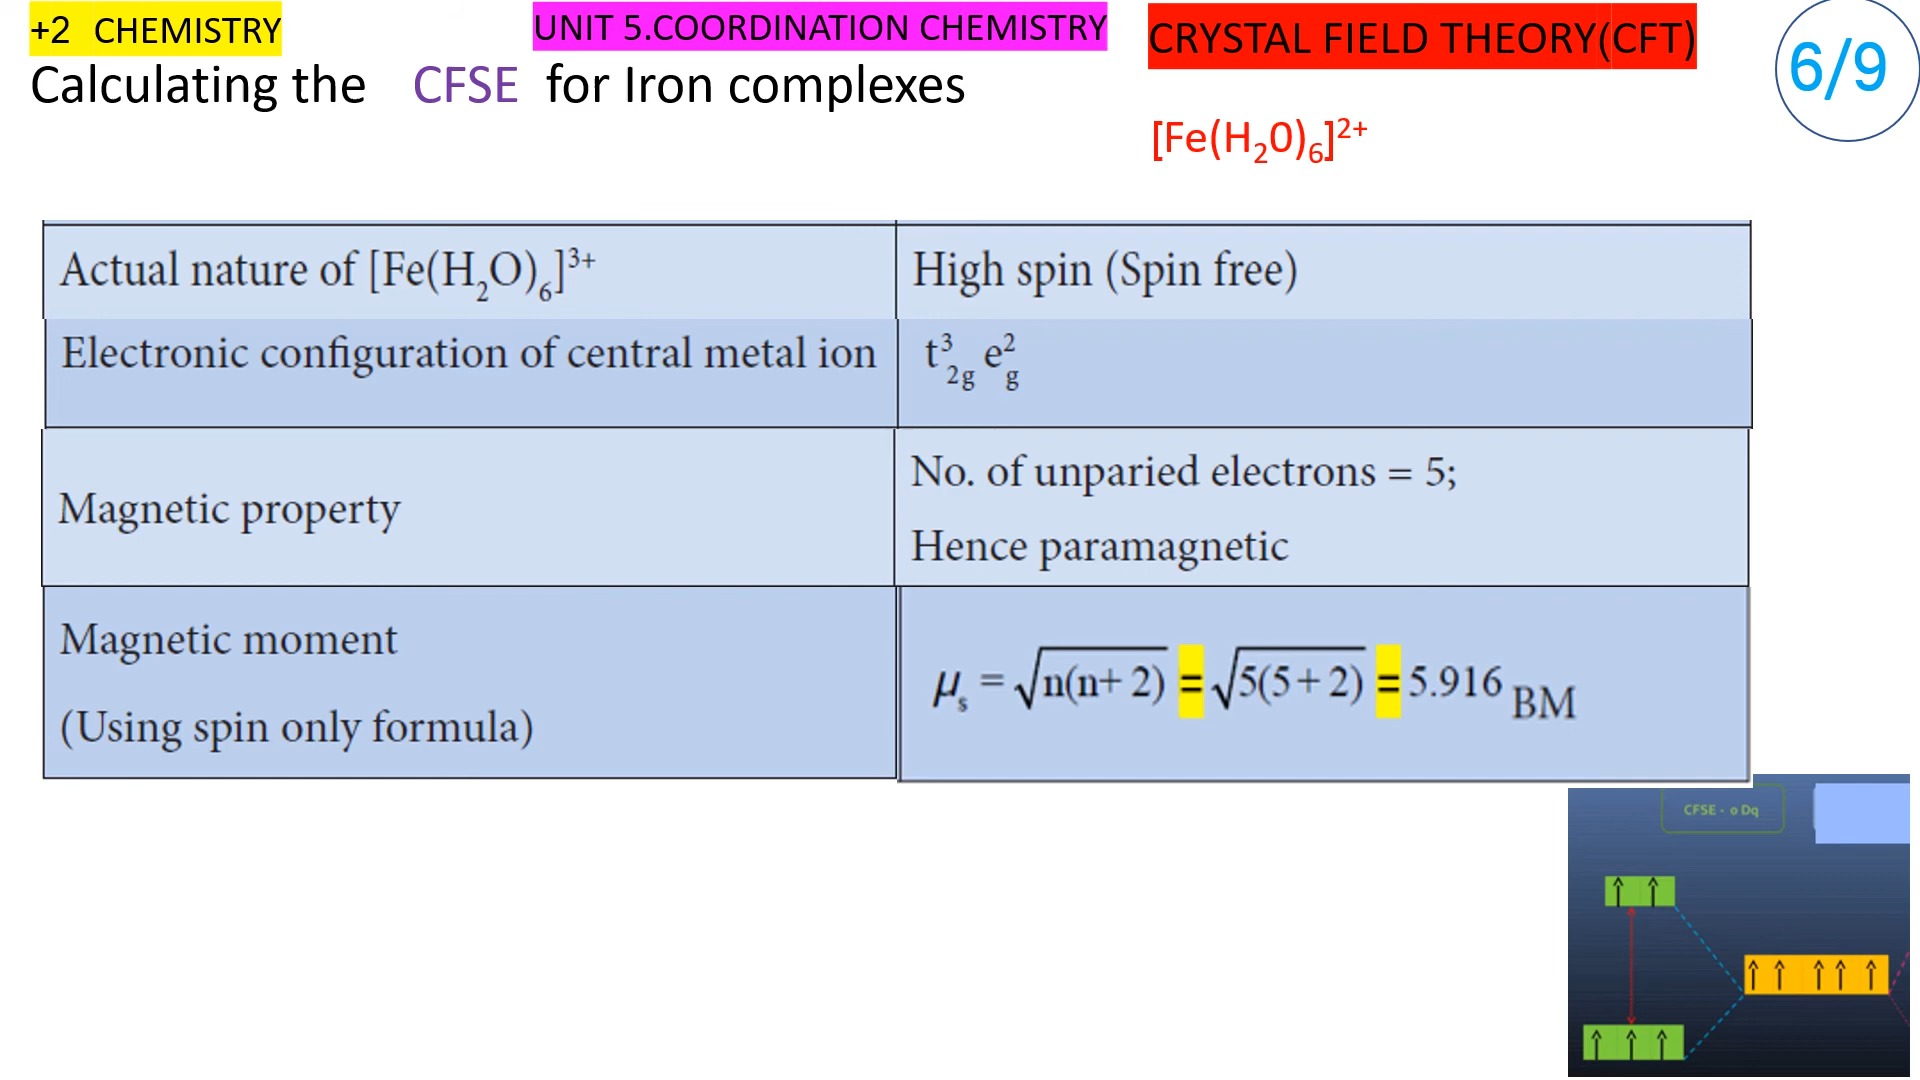 +2 CHEMISTRY
UNIT 5.COORDINATION CHEMISTRY
CRYSTAL FIELD THEORY(CFT)
6/9
Calculating the CFSE for Iron complexes
[Fe(H₂0)₆]²⁺
Actual nature of [Fe(H₂O)₆]³⁺
High spin (Spin free)
Electronic configuration of central metal ion
t³₂g e²g
Magnetic property
No. of unparied electrons = 5;
Hence paramagnetic
Magnetic moment
(Using spin only formula)
μₛ = √n(n+ 2) = √5(5+ 2) = 5.916 BM
CFSE - 0 Dq